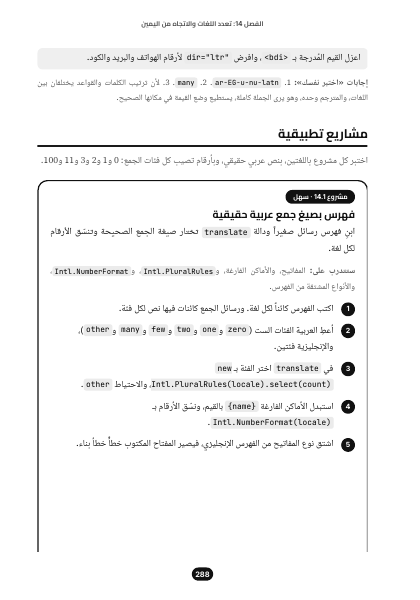 الفصل 14: تعدد اللغات والاتجاه من اليمين
اعزل القيم المُدرجة بـ <bdi>، وافرض dir="ltr" لأرقام الهواتف والبريد والكود.
إجابات «اختبر نفسك»: 1. ar-EG-u-nu-latn. 2. many. 3. لأن ترتيب الكلمات والقواعد يختلفان بين
اللغات، والمترجم وحده، وهو يرى الجملة كاملة، يستطيع وضع القيمة في مكانها الصحيح.
مشاريع تطبيقية
اختبر كل مشروع باللغتين، بنص عربي حقيقي، وبأرقام تصيب كل فئات الجمع: 0 و1 و2 و3 و11 و100.
مشروع 14.1 · سهل
فهرس بصيغ جمع عربية حقيقية
ابنِ فهرس رسائل صغيراً ودالة translate تختار صيغة الجمع الصحيحة وتنسّق الأرقام
لكل لغة.
ستتدرب على: المفاتيح، والأماكن الفارغة، وIntl.PluralRules، وIntl.NumberFormat،
والأنواع المشتقة من الفهرس.
1 اكتب الفهرس كائناً لكل لغة. ورسائل الجمع كائنات فيها نص لكل فئة.
2 أعطِ العربية الفئات الست (zero و one و two و few و many و other)،
والإنجليزية فئتين.
3 في translate اختر الفئة بـ new
Intl.PluralRules(locale).select(count)، والاحتياط other.
4 استبدل الأماكن الفارغة {name} بالقيم، ونسّق الأرقام بـ
Intl.NumberFormat(locale).
5 اشتق نوع المفاتيح من الفهرس الإنجليزي، فيصير المفتاح المكتوب خطأً خطأَ بناء.
288